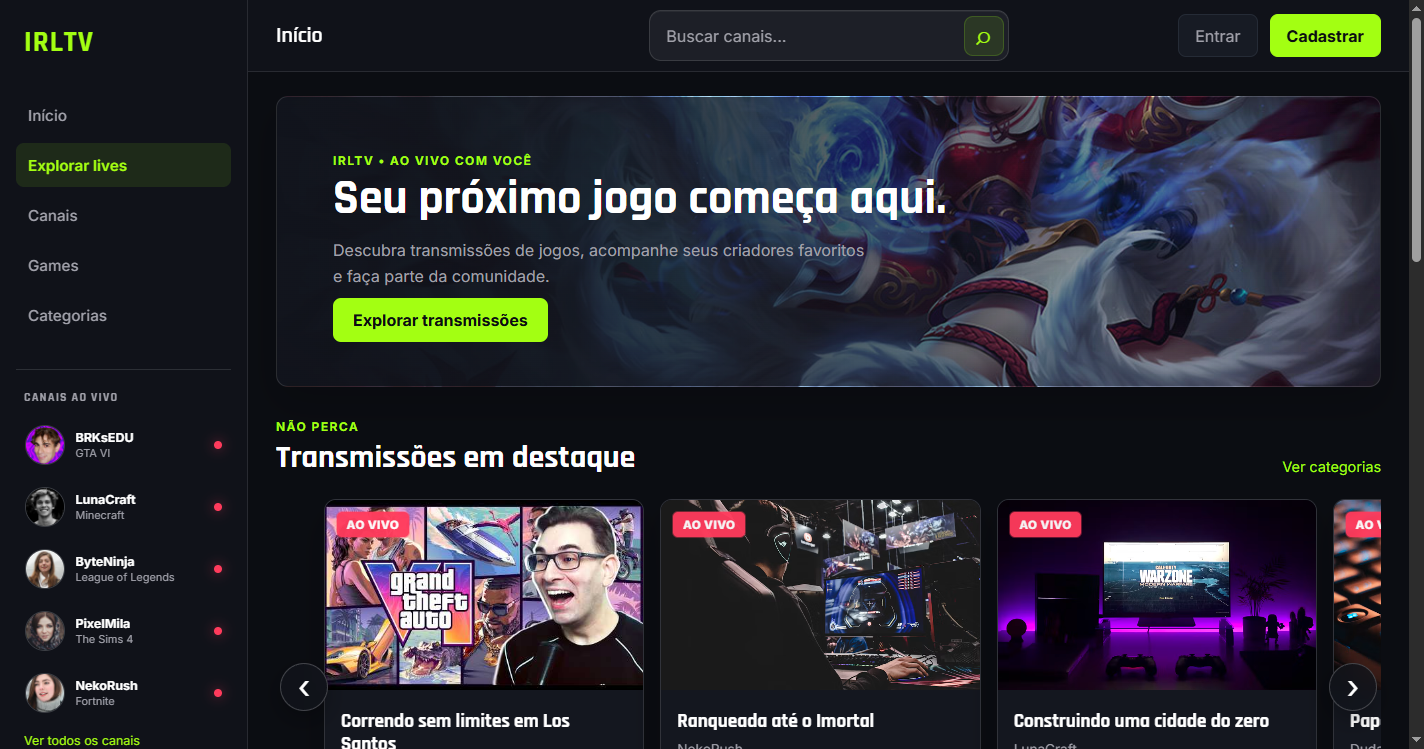 IRLTV
Início
Explorar lives
Canais
Games
Categorias
CANAIS AO VIVO
BRKsEDU
GTA VI
LunaCraft
Minecraft
ByteNinja
League of Legends
PixelMila
The Sims 4
NekoRush
Fortnite
Ver todos os canais
Início
Buscar canais...
Entrar
Cadastrar
IRLTV • AO VIVO COM VOCÊ
Seu próximo jogo começa aqui.
Descubra transmissões de jogos, acompanhe seus criadores favoritos
e faça parte da comunidade.
Explorar transmissões
NÃO PERCA
Transmissões em destaque
Ver categorias
AO VIVO
grand
theft
auto
Correndo sem limites em Los
Santos
AO VIVO
Ranqueada até o Imortal
NekoRush
AO VIVO
WARZONE
Construindo uma cidade do zero
LunaCraft
AO